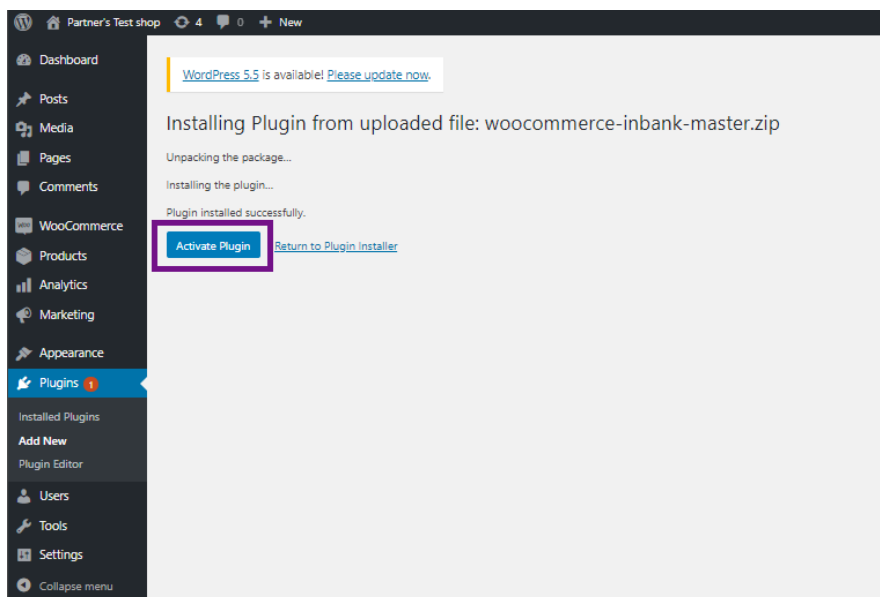 Partner's Test shop 4 0 + New
Dashboard
Posts
Media
Pages
Comments
WooCommerce
Products
Analytics
Marketing
Appearance
Plugins 1
Installed Plugins
Add New
Plugin Editor
Users
Tools
Settings
Collapse menu
WordPress 5.5 is available! Please update now.
Installing Plugin from uploaded file: woocommerce-inbank-master.zip
Unpacking the package...
Installing the plugin...
Plugin installed successfully.
Activate Plugin Return to Plugin Installer